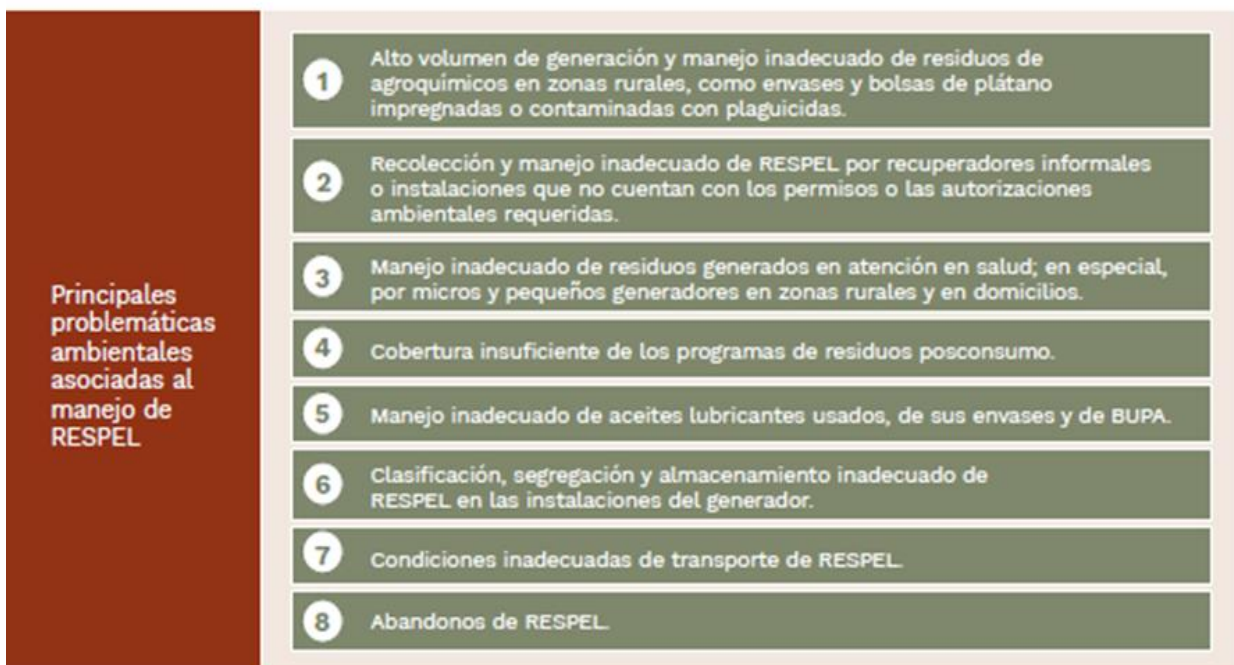 Principales
problemáticas
ambientales
asociadas al
manejo de
RESPEL
1
Alto volumen de generación y manejo inadecuado de residuos de
agroquímicos en zonas rurales, como envases y bolsas de plátano
impregnadas o contaminadas con plaguicidas.
2
Recolección y manejo inadecuado de RESPEL por recuperadores informales
o instalaciones que no cuentan con los permisos o las autorizaciones
ambientales requeridas.
3
Manejo inadecuado de residuos generados en atención en salud; en especial,
por micros y pequeños generadores en zonas rurales y en domicilios.
4
Cobertura insuficiente de los programas de residuos posconsumo.
5
Manejo inadecuado de aceites lubricantes usados, de sus envases y de BUPA.
6
Clasificación, segregación y almacenamiento inadecuado de
RESPEL en las instalaciones del generador.
7
Condiciones inadecuadas de transporte de RESPEL.
8
Abandonos de RESPEL.